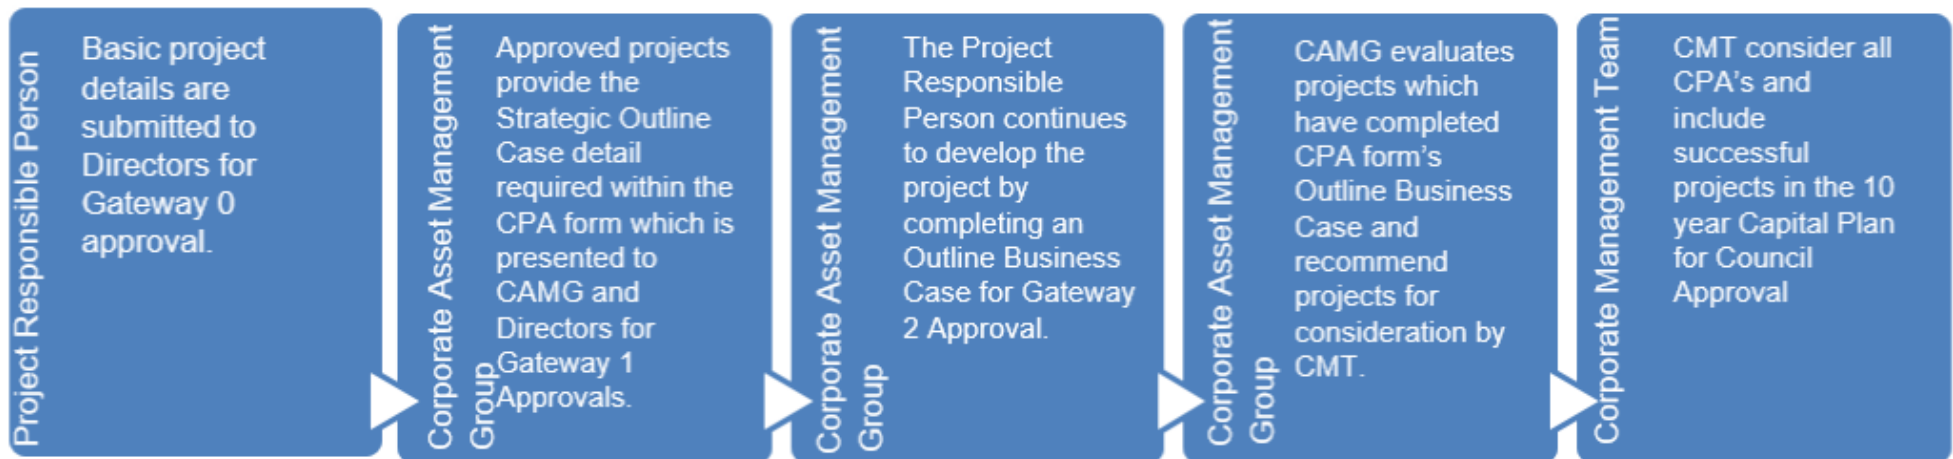 Project Responsible Person
Basic project
details are
submitted to
Directors for
Gateway 0
approval.
Corporate Asset Management
Group
Approved projects
provide the
Strategic Outline
Case detail
required within the
CPA form which is
presented to
CAMG and
Directors for
Gateway 1
Approvals.
Corporate Asset Management
Group
The Project
Responsible
Person continues
to develop the
project by
completing an
Outline Business
Case for Gateway
2 Approval.
Corporate Asset Management
Group
CAMG evaluates
projects which
have completed
CPA form’s
Outline Business
Case and
recommend
projects for
consideration by
CMT.
Corporate Management Team
CMT consider all
CPA’s and
include
successful
projects in the 10
year Capital Plan
for Council
Approval